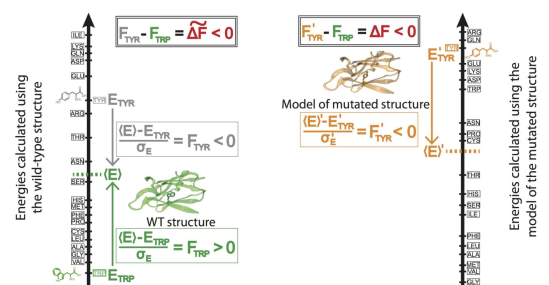 Energies calculated using
the wild-type structure
ILE
LYS
GLN
ASP
GLU
TYR E_TYR
ARG
THR
ASN
⟨E⟩
SER
HIS
MET
PHE
PRO
CYS
LEU
ALA
GLY
VAL
TRP E_TRP
F_TYR - F_TRP = ΔF̃ < 0
(⟨E⟩-E_TYR)/σ_E = F_TYR < 0
WT structure
(⟨E⟩-E_TRP)/σ_E = F_TRP > 0
F'_TYR - F_TRP = ΔF < 0
Model of mutated structure
(⟨E⟩'-E'_TYR)/σ'_E = F'_TYR < 0
ARG
GLN
E'_TYR TYR
GLU
LYS
ASP
TRP
ASN
PRO
CYS
⟨E⟩'
THR
HIS
SER
ILE
PHE
LEU
ALA
MET
VAL
GLY
Energies calculated using the
model of the mutated structure